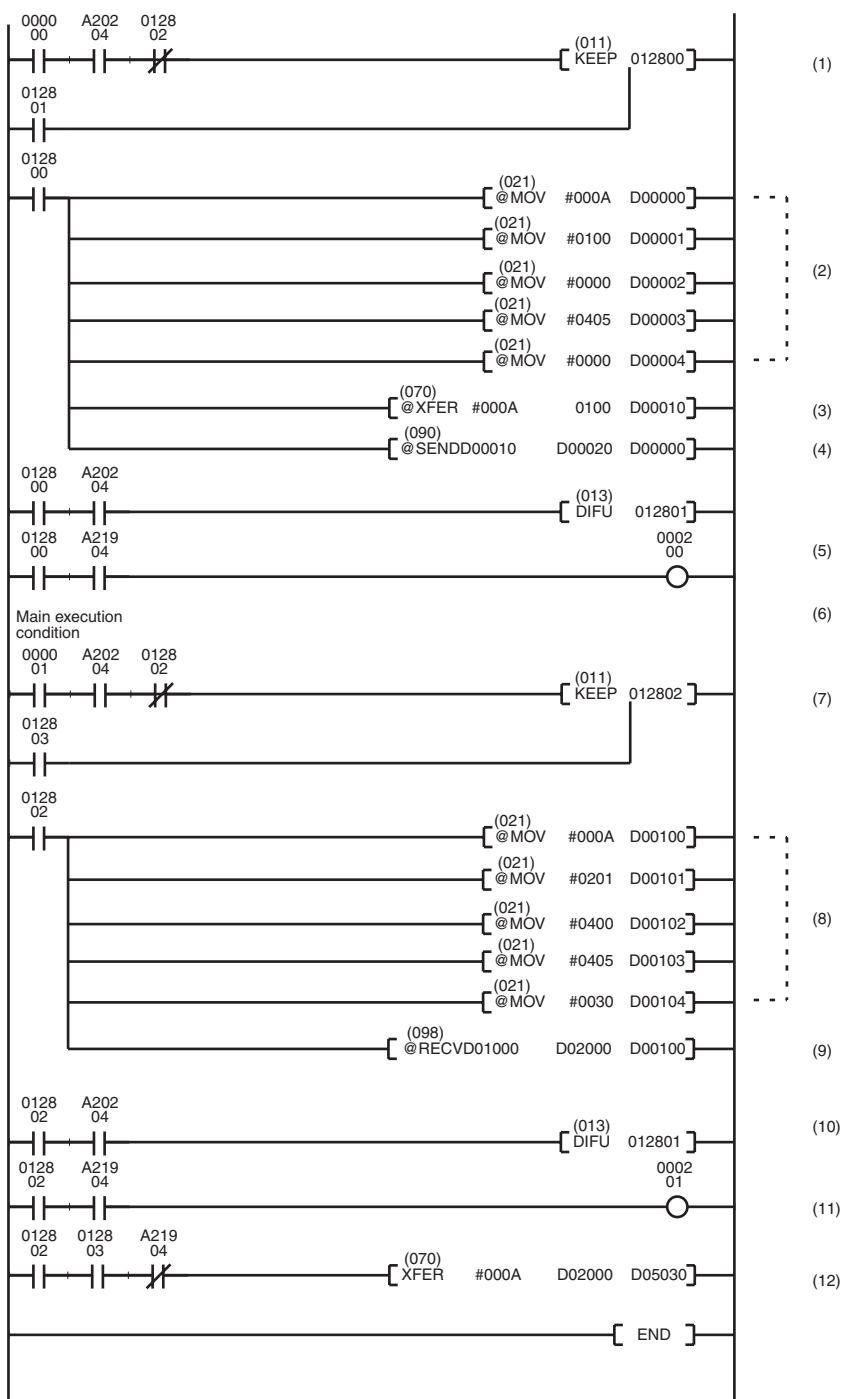 0000 A202 0128
00 04 02
(011)
KEEP 012800
(1)
0128
01
0128
00
(021)
@MOV #000A D00000
(021)
@MOV #0100 D00001
(2)
(021)
@MOV #0000 D00002
(021)
@MOV #0405 D00003
(021)
@MOV #0000 D00004
(070)
@XFER #000A 0100 D00010
(3)
(090)
@SENDD00010 D00020 D00000
(4)
0128 A202
00 04
(013)
DIFU 012801
0128 A219 0002
00 04 00
(5)
(6)
Main execution
condition
0000 A202 0128
01 04 02
(011)
KEEP 012802
(7)
0128
03
0128
02
(021)
@MOV #000A D00100
(021)
@MOV #0201 D00101
(8)
(021)
@MOV #0400 D00102
(021)
@MOV #0405 D00103
(021)
@MOV #0030 D00104
(098)
@RECVD01000 D02000 D00100
(9)
0128 A202
02 04
(10)
(013)
DIFU 012801
0128 A219 0002
02 04 01
(11)
0128 0128 A219
02 03 04
(070)
XFER #000A D02000 D05030
(12)
END